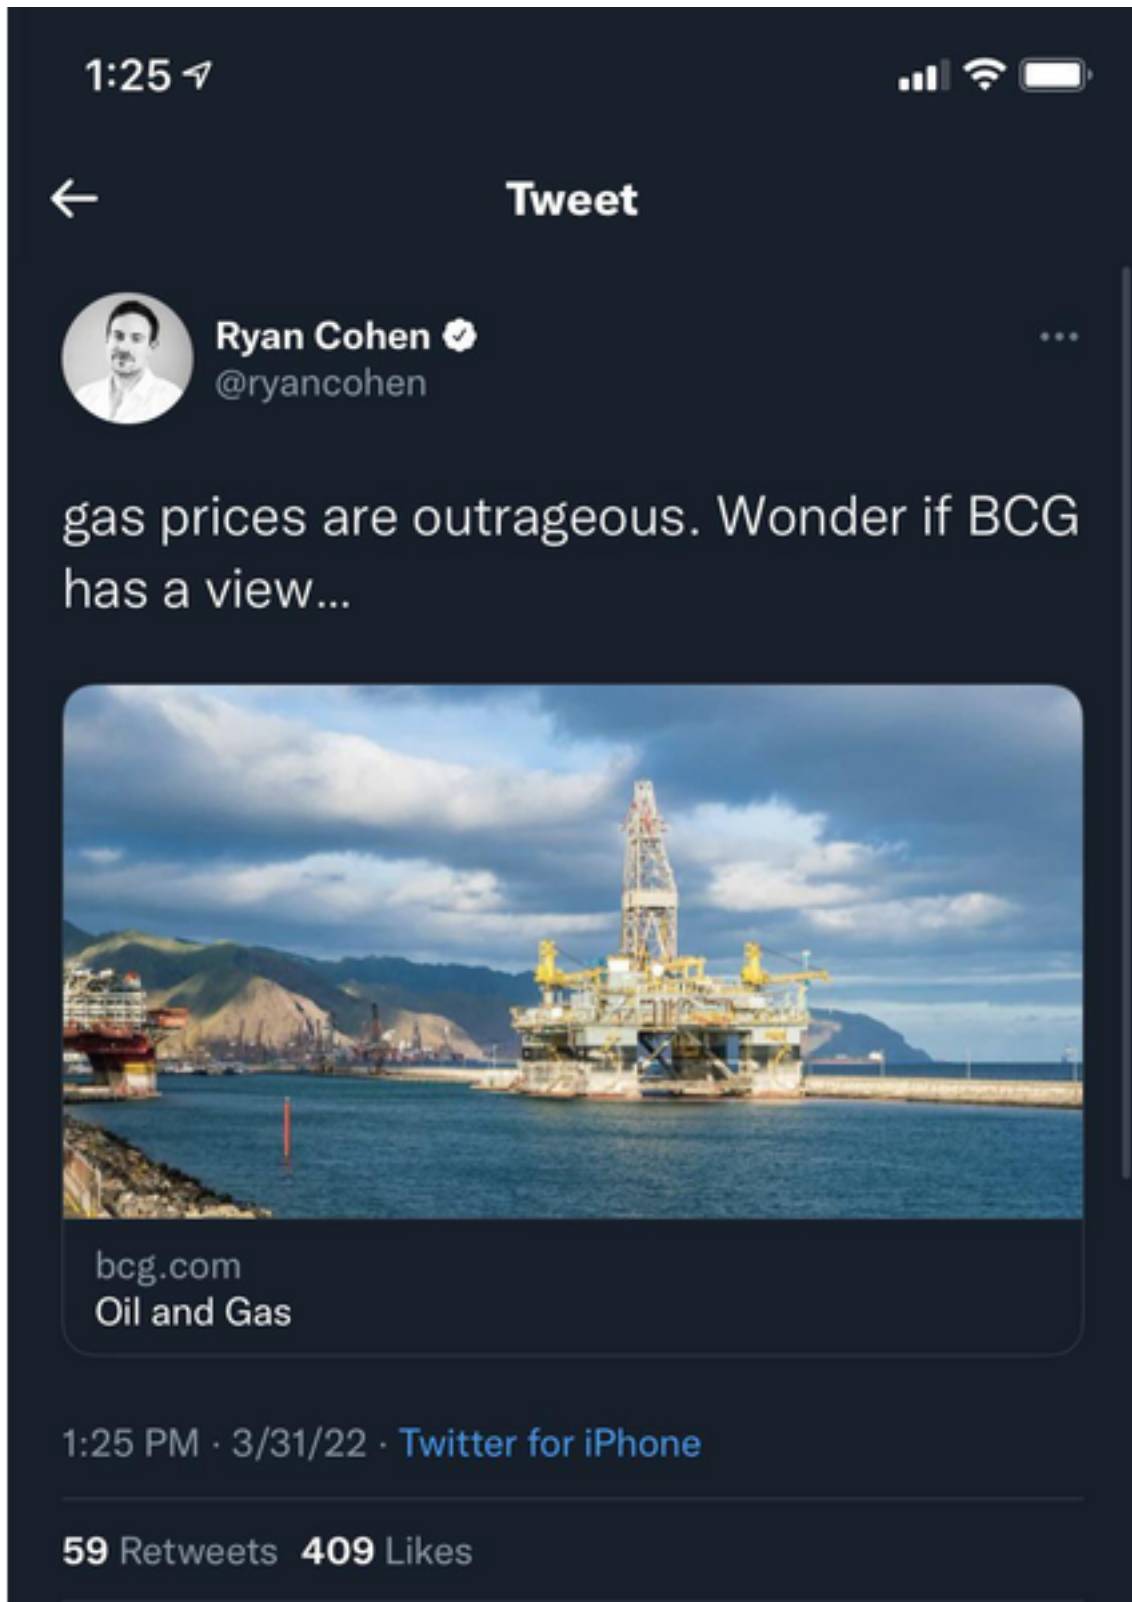 1:25
Tweet
Ryan Cohen
@ryancohen
gas prices are outrageous. Wonder if BCG
has a view...
bcg.com
Oil and Gas
1:25 PM · 3/31/22 · Twitter for iPhone
59 Retweets 409 Likes